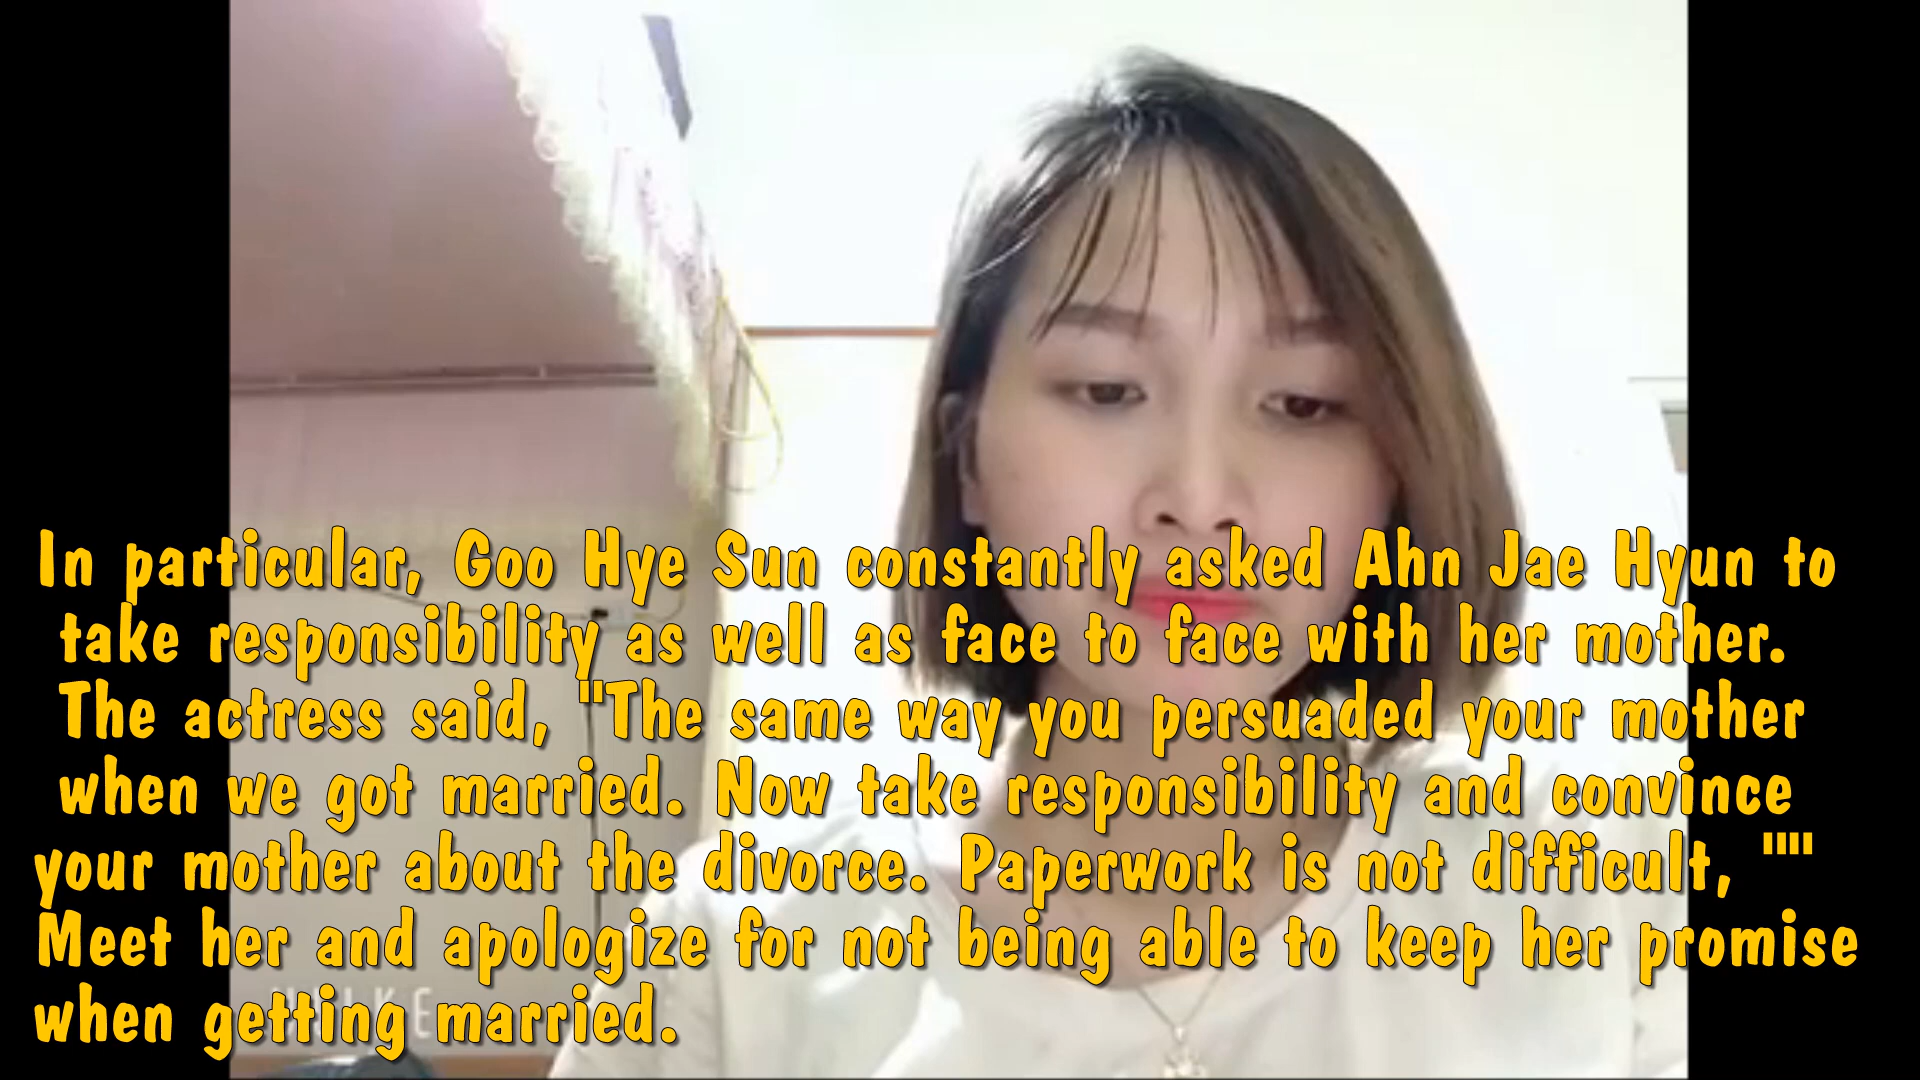 In particular, Goo Hye Sun constantly asked Ahn Jae Hyun to
take responsibility as well as face to face with her mother.
The actress said, "The same way you persuaded your mother
when we got married. Now take responsibility and convince
your mother about the divorce. Paperwork is not difficult, ""
Meet her and apologize for not being able to keep her promise
when getting married.